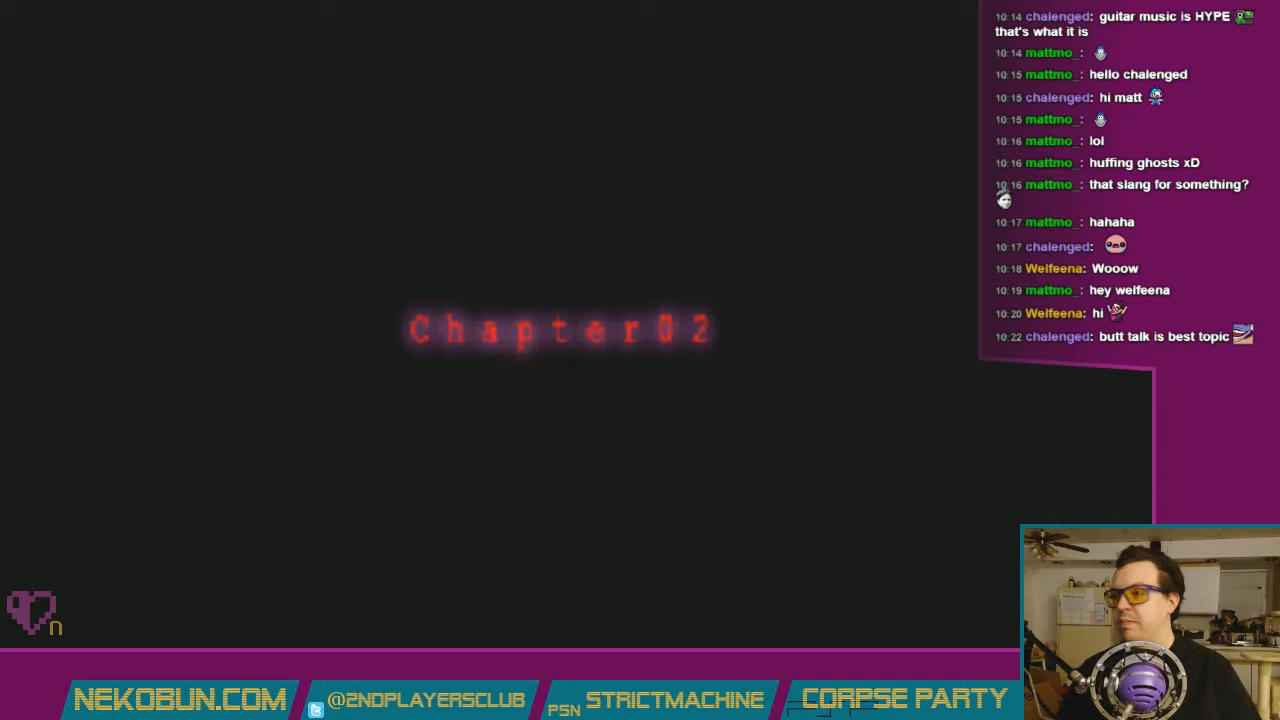 10:14 chalenged: guitar music is HYPE
that's what it is
10:14 mattmo_:
10:15 mattmo_: hello chalenged
10:15 chalenged: hi matt
10:15 mattmo_:
10:16 mattmo_: lol
10:16 mattmo_: huffing ghosts xD
10:16 mattmo_: that slang for something?
10:17 mattmo_: hahaha
10:17 chalenged:
10:18 Welfeena: Wooow
10:19 mattmo_: hey welfeena
10:20 Welfeena: hi
10:22 chalenged: butt talk is best topic
Chapter02
n
NEKOBUN.COM
@2NDPLAYERSCLUB
PSN STRICTMACHINE
CORPSE PARTY